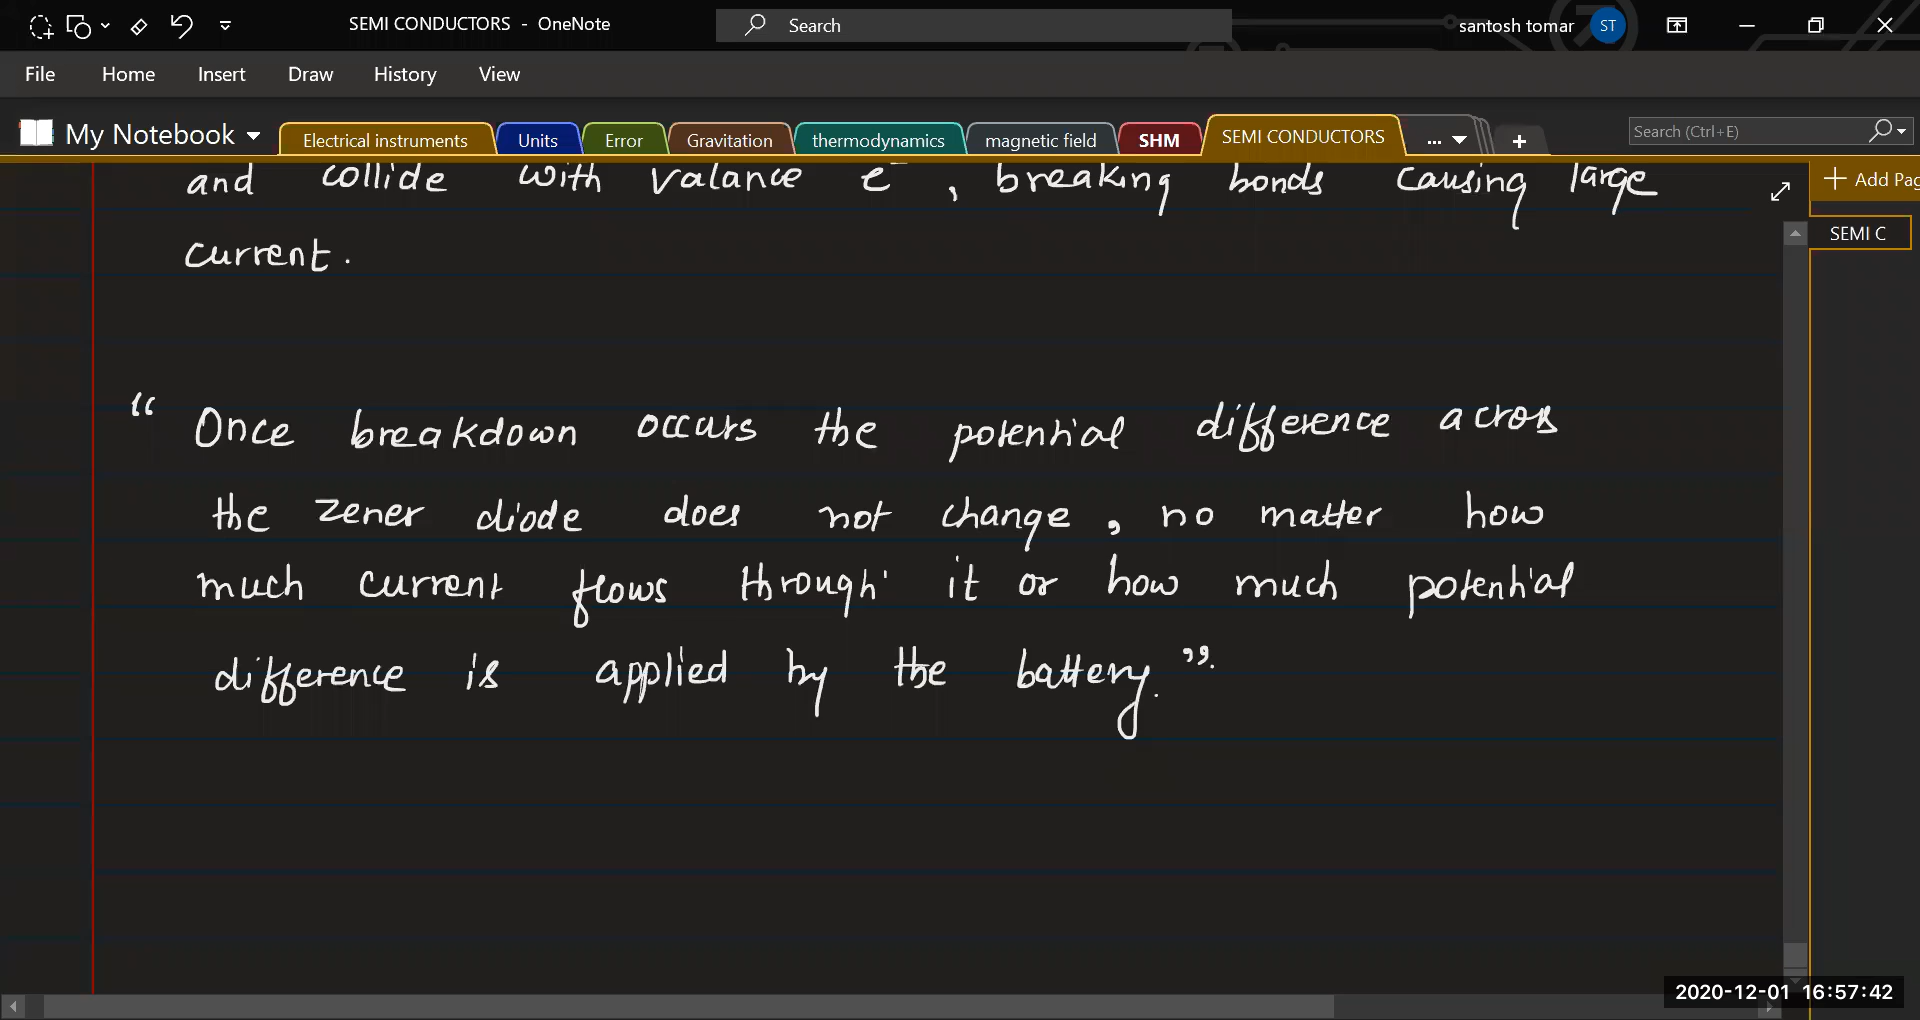 SEMI CONDUCTORS - OneNote
Search
santosh tomar
ST
File Home Insert Draw History View
My Notebook
Electrical instruments Units Error Gravitation thermodynamics magnetic field SHM SEMI CONDUCTORS ... +
Search (Ctrl+E)
and collide with valance e⁻, breaking bonds causing large
Add Pag
SEMI C
current.
“ Once breakdown occurs the potential difference across
the zener diode does not change, no matter how
much current flows through it or how much potential
difference is applied by the battery.”
2020-12-01 16:57:42